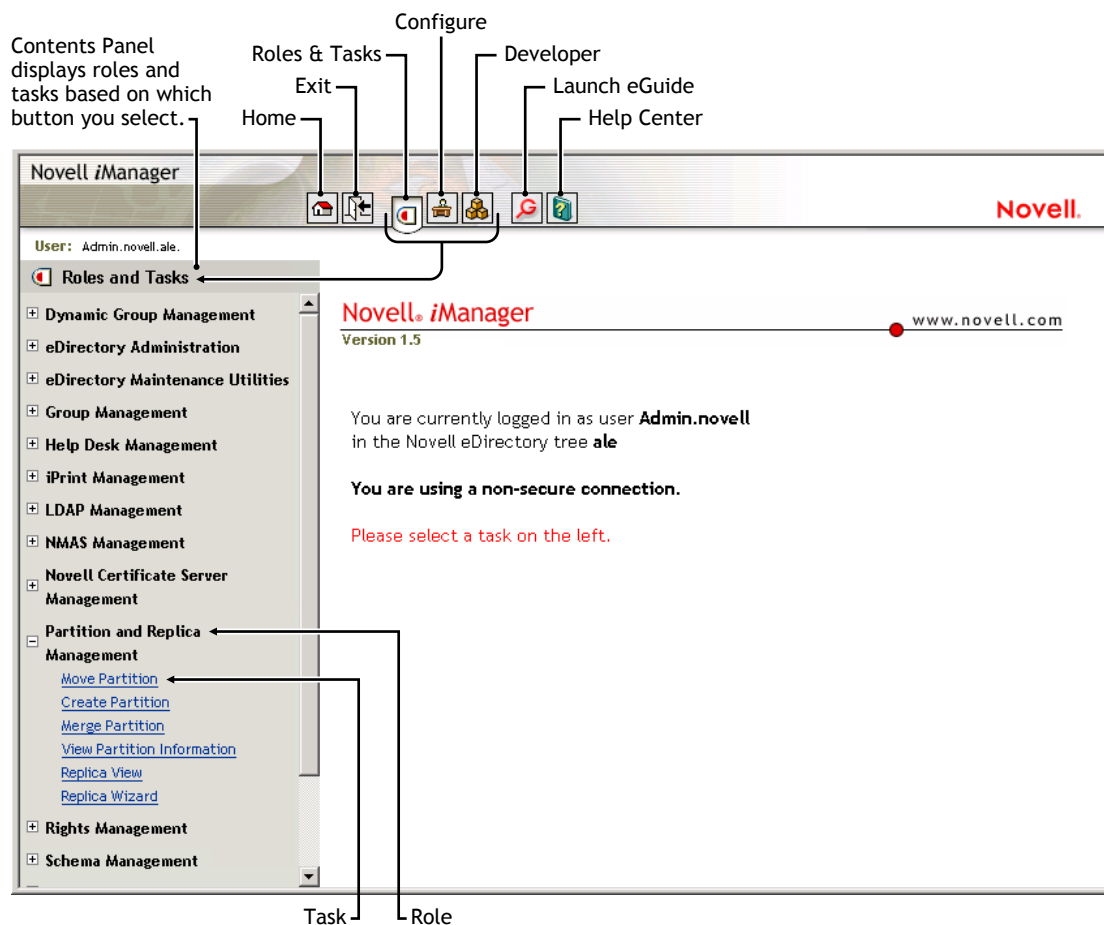 Configure
Contents Panel
displays roles and
tasks based on which
button you select.
Roles & Tasks
Developer
Exit
Launch eGuide
Home
Help Center
Novell iManager
Novell.
User: Admin.novell.ale.
Roles and Tasks
Dynamic Group Management
eDirectory Administration
eDirectory Maintenance Utilities
Group Management
Help Desk Management
iPrint Management
LDAP Management
NMAS Management
Novell Certificate Server
Management
Partition and Replica
Management
Move Partition
Create Partition
Merge Partition
View Partition Information
Replica View
Replica Wizard
Rights Management
Schema Management
Novell® iManager
www.novell.com
Version 1.5
You are currently logged in as user Admin.novell
in the Novell eDirectory tree ale
You are using a non-secure connection.
Please select a task on the left.
Task
Role